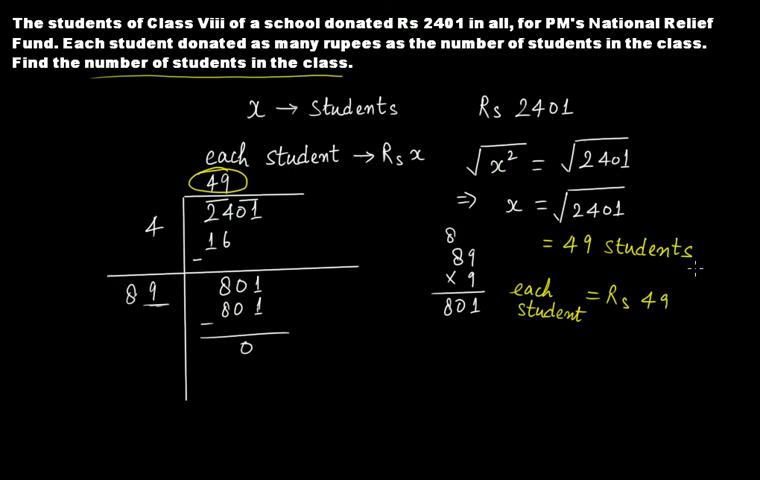 The students of Class Viii of a school donated Rs 2401 in all, for PM's National Relief
Fund. Each student donated as many rupees as the number of students in the class.
Find the number of students in the class.
x → Students
Rs 2401
each student → Rs x
√x² = √2401
⇒ x = √2401
= 49 students
each student = Rs 49
49
4
2401
- 16
89
801
- 801
0
8
89
x 9
801